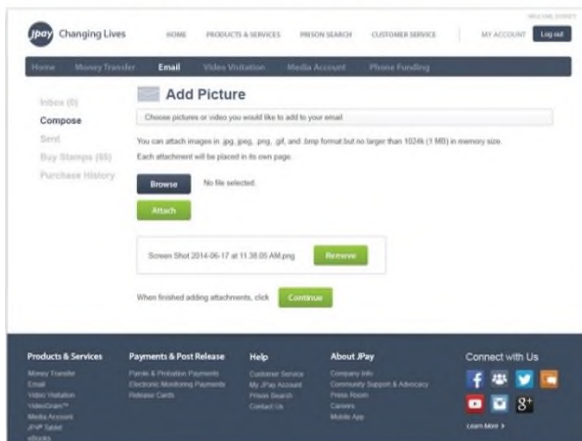 JPay Changing Lives
HOME PRODUCTS & SERVICES PRISON SEARCH CUSTOMER SERVICE MY ACCOUNT Log out
Home Money Transfer Email Video Visitation Media Account Phone Funding
Inbox (0)
Compose
Sent
Buy Stamps (65)
Purchase History
Add Picture
Choose pictures or video you would like to add to your email
You can attach images in .jpg, .jpeg, .png, .gif, and .bmp format but no larger than 1024k (1 MB) in memory size.
Each attachment will be placed in its own page.
Browse No file selected.
Attach
Screen Shot 2014-06-17 at 11.38.05 AM.png Remove
When finished adding attachments, click Continue
Products & Services
Money Transfer
Email
Video Visitation
VideoGram™
Media Account
JP4® Tablet
eBooks
Payments & Post Release
Parole & Probation Payments
Electronic Monitoring Payments
Release Cards
Help
Customer Service
My JPay Account
Prison Search
Contact Us
About JPay
Company Info
Community Support & Advocacy
Press Room
Careers
Mobile App
Connect with Us
Learn More >